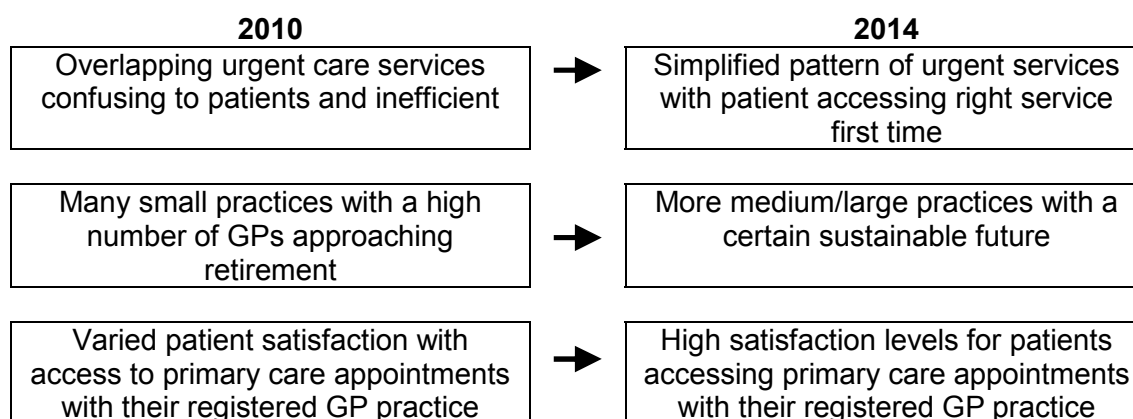 2010
2014
Overlapping urgent care services
confusing to patients and inefficient
Simplified pattern of urgent services
with patient accessing right service
first time
Many small practices with a high
number of GPs approaching
retirement
More medium/large practices with a
certain sustainable future
Varied patient satisfaction with
access to primary care appointments
with their registered GP practice
High satisfaction levels for patients
accessing primary care appointments
with their registered GP practice